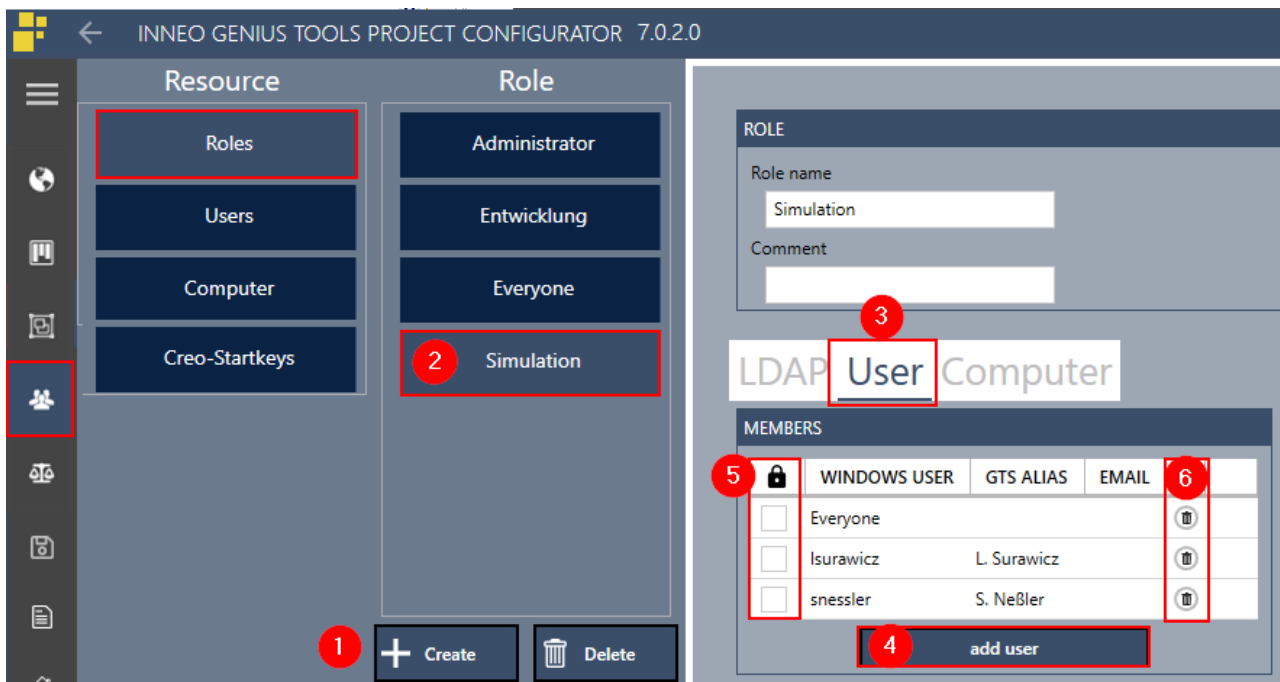 INNEO GENIUS TOOLS PROJECT CONFIGURATOR 7.0.2.0
Resource
Roles
Users
Computer
Creo-Startkeys
Role
Administrator
Entwicklung
Everyone
2 Simulation
1 Create
Delete
ROLE
Role name
Simulation
Comment
3
LDAP User Computer
MEMBERS
5 WINDOWS USER GTS ALIAS EMAIL 6
Everyone
lsurawicz L. Surawicz
snessler S. Neßler
4 add user